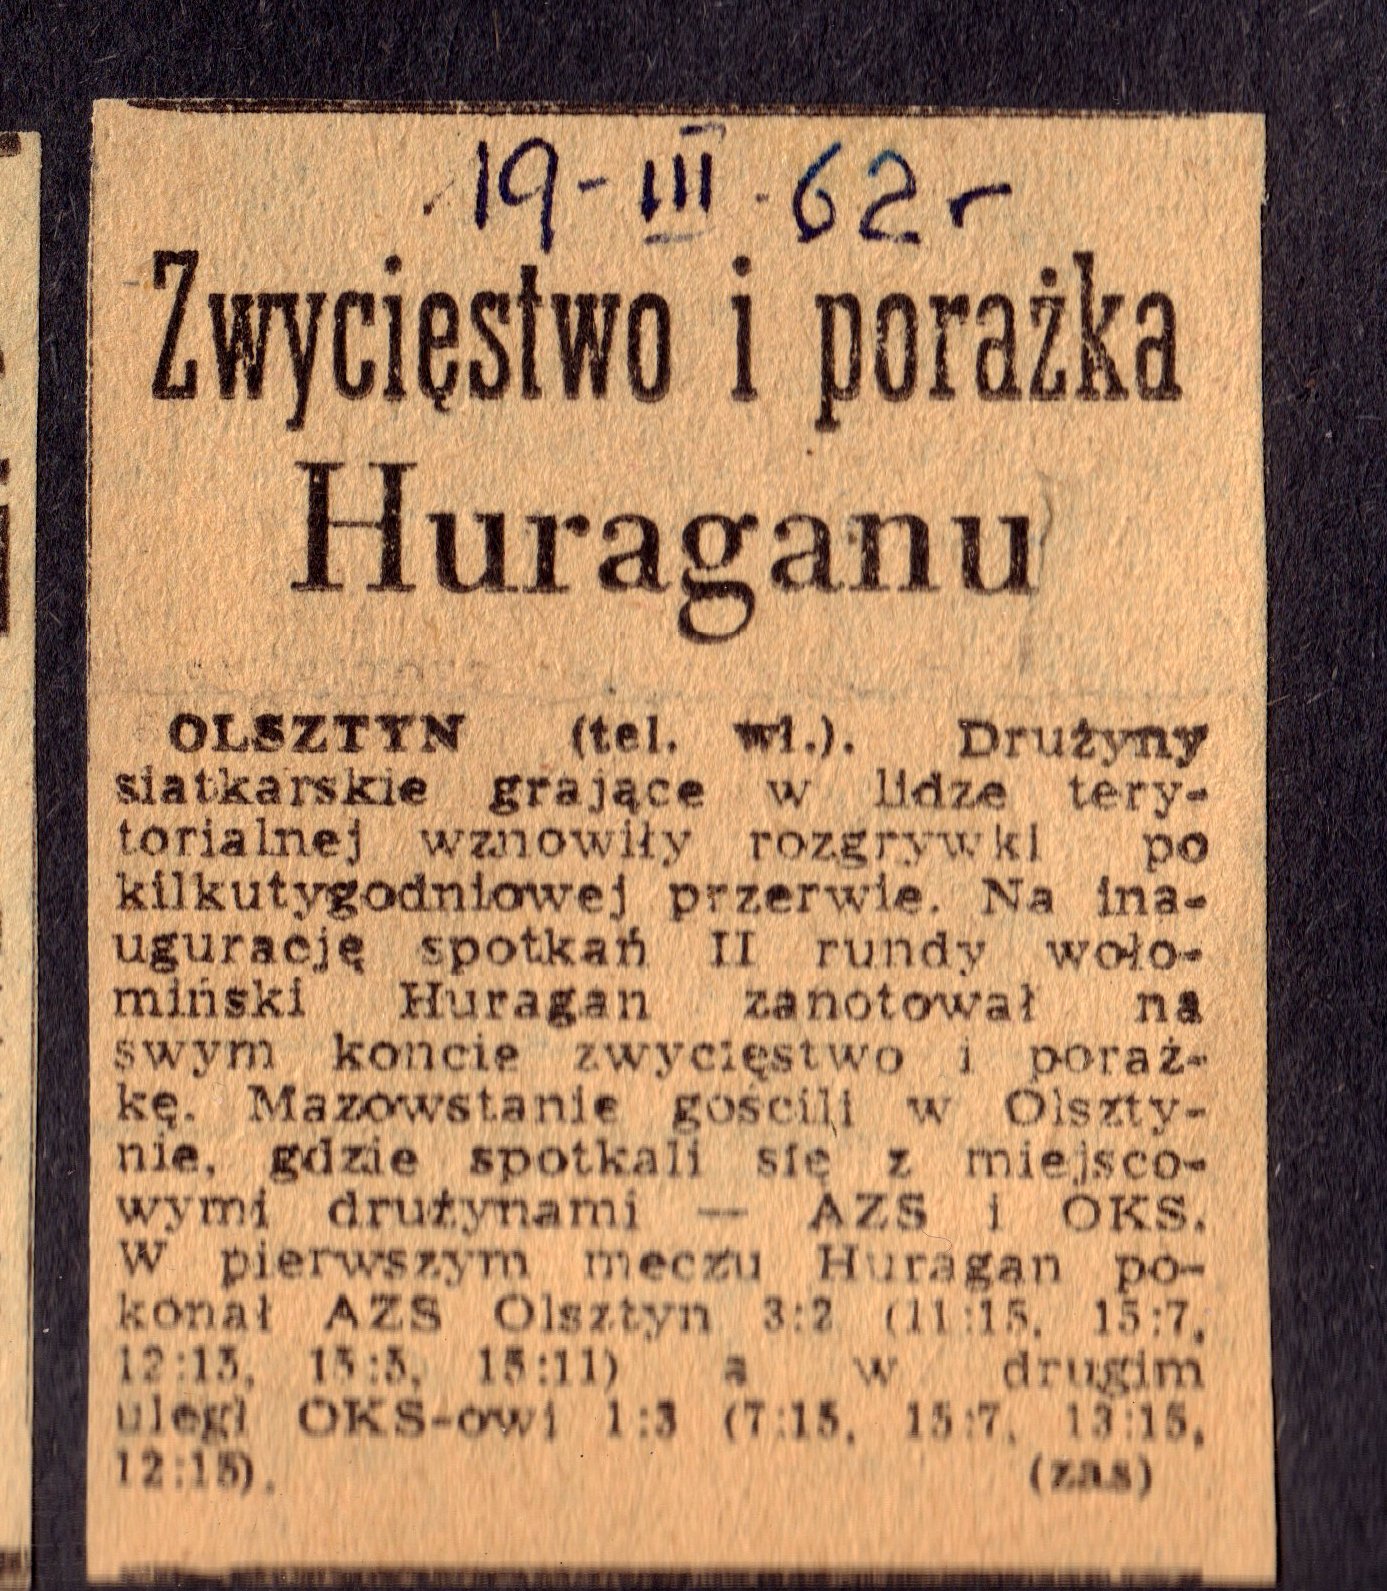 19-III.62r
Zwycięstwo i porażka
Huraganu
OLSZTYN (tel. wł.). Drużyny
siatkarskie grające w lidze tery-
torialnej wznowiły rozgrywki po
kilkutygodniowej przerwie. Na ina-
ugurację spotkań II rundy woło-
miński Huragan zanotował na
swym koncie zwycięstwo i poraż-
kę. Mazowstanie gościli w Olszty-
nie, gdzie spotkali się z miejsco-
wymi drużynami — AZS i OKS.
W pierwszym meczu Huragan po-
konał AZS Olsztyn 3:2 (11:15, 15:7,
12:15, 15:5, 15:11) a w drugim
uległ OKS-owi 1:3 (7:15, 15:7, 13:15,
12:15). (zas)